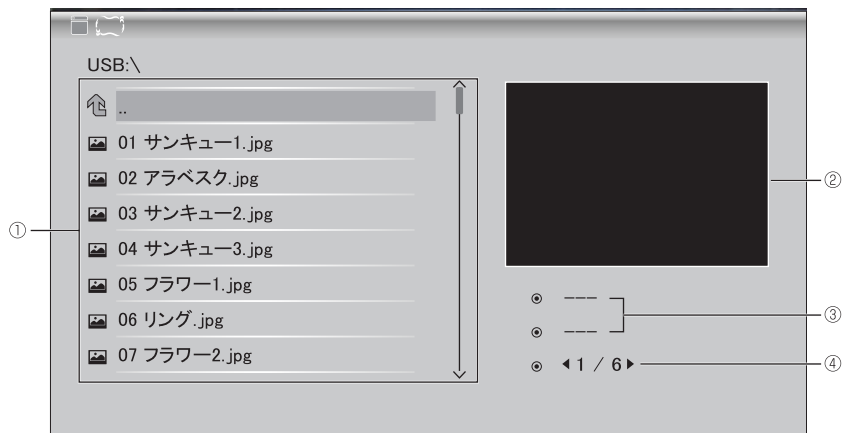 USB:\
..
01 サンキュー1.jpg
02 アラベスク.jpg
03 サンキュー2.jpg
04 サンキュー3.jpg
05 フラワー1.jpg
06 リング.jpg
07 フラワー2.jpg
①
②
---
---
③
1 / 6
④